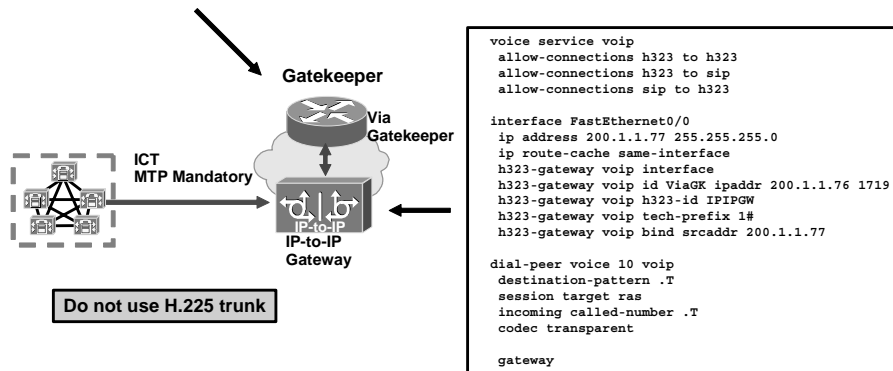 Gatekeeper
Via
Gatekeeper
ICT
MTP Mandatory
IP-to-IP
IP-to-IP
Gateway
Do not use H.225 trunk
voice service voip
allow-connections h323 to h323
allow-connections h323 to sip
allow-connections sip to h323
interface FastEthernet0/0
ip address 200.1.1.77 255.255.255.0
ip route-cache same-interface
h323-gateway voip interface
h323-gateway voip id ViaGK ipaddr 200.1.1.76 1719
h323-gateway voip h323-id IPIPGW
h323-gateway voip tech-prefix 1#
h323-gateway voip bind srcaddr 200.1.1.77
dial-peer voice 10 voip
destination-pattern .T
session target ras
incoming called-number .T
codec transparent
gateway